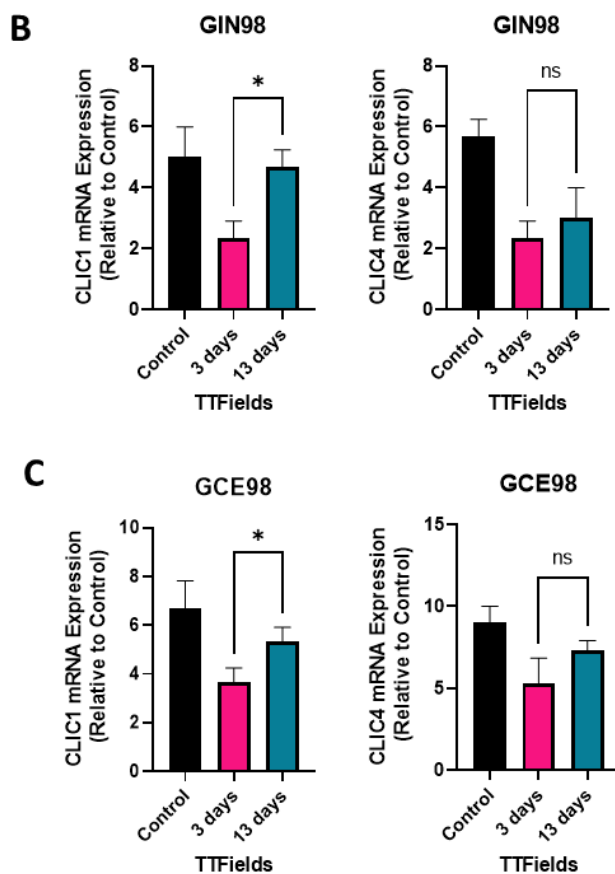 B
GIN98
CLIC1 mRNA Expression
(Relative to Control)
8
6
4
2
0
*
Control
3 days
13 days
TTFields
GIN98
CLIC4 mRNA Expression
(Relative to Control)
8
6
4
2
0
ns
Control
3 days
13 days
TTFields
C
GCE98
CLIC1 mRNA Expression
(Relative to Control)
10
8
6
4
2
0
*
Control
3 days
13 days
TTFields
GCE98
CLIC4 mRNA Expression
(Relative to Control)
15
10
5
0
ns
Control
3 days
13 days
TTFields